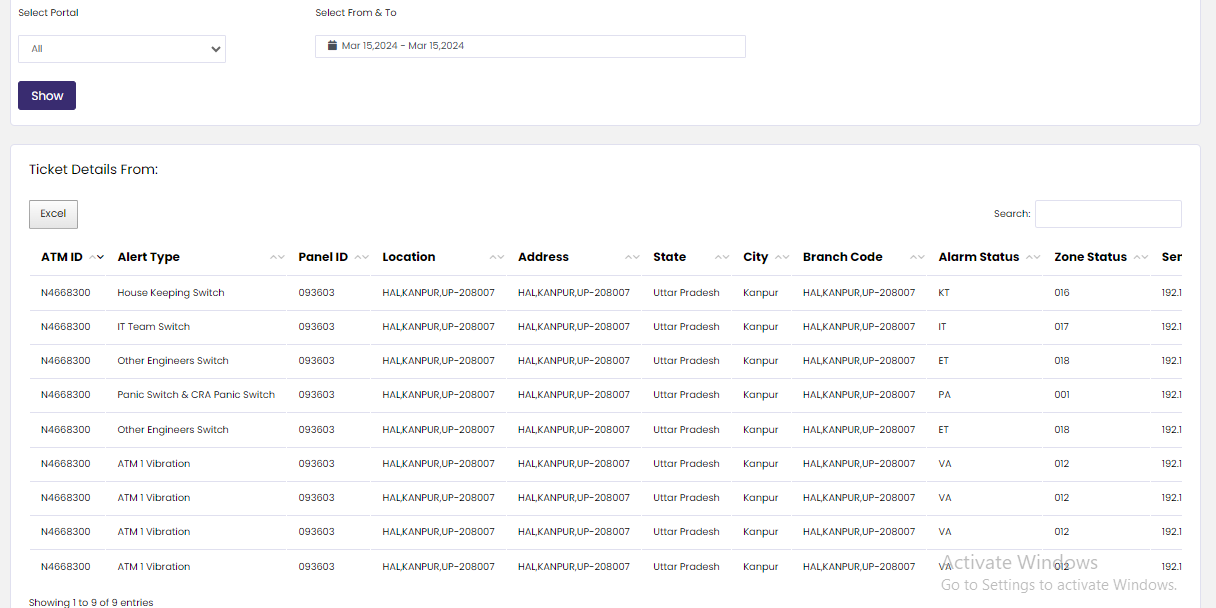 Select Portal Select From & To
All Mar 15,2024 - Mar 15,2024
Show
Ticket Details From:
Excel Search:
ATM ID Alert Type Panel ID Location Address State City Branch Code Alarm Status Zone Status Ser
N4668300 House Keeping Switch 093603 HAL,KANPUR,UP-208007 HAL,KANPUR,UP-208007 Uttar Pradesh Kanpur HAL,KANPUR,UP-208007 KT 016 192.1
N4668300 IT Team Switch 093603 HAL,KANPUR,UP-208007 HAL,KANPUR,UP-208007 Uttar Pradesh Kanpur HAL,KANPUR,UP-208007 IT 017 192.1
N4668300 Other Engineers Switch 093603 HAL,KANPUR,UP-208007 HAL,KANPUR,UP-208007 Uttar Pradesh Kanpur HAL,KANPUR,UP-208007 ET 018 192.1
N4668300 Panic Switch & CRA Panic Switch 093603 HAL,KANPUR,UP-208007 HAL,KANPUR,UP-208007 Uttar Pradesh Kanpur HAL,KANPUR,UP-208007 PA 001 192.1
N4668300 Other Engineers Switch 093603 HAL,KANPUR,UP-208007 HAL,KANPUR,UP-208007 Uttar Pradesh Kanpur HAL,KANPUR,UP-208007 ET 018 192.1
N4668300 ATM 1 Vibration 093603 HAL,KANPUR,UP-208007 HAL,KANPUR,UP-208007 Uttar Pradesh Kanpur HAL,KANPUR,UP-208007 VA 012 192.1
N4668300 ATM 1 Vibration 093603 HAL,KANPUR,UP-208007 HAL,KANPUR,UP-208007 Uttar Pradesh Kanpur HAL,KANPUR,UP-208007 VA 012 192.1
N4668300 ATM 1 Vibration 093603 HAL,KANPUR,UP-208007 HAL,KANPUR,UP-208007 Uttar Pradesh Kanpur HAL,KANPUR,UP-208007 VA 012 192.1
N4668300 ATM 1 Vibration 093603 HAL,KANPUR,UP-208007 HAL,KANPUR,UP-208007 Uttar Pradesh Kanpur HAL,KANPUR,UP-208007 VA 012 192.1
Activate Windows
Go to Settings to activate Windows.
Showing 1 to 9 of 9 entries